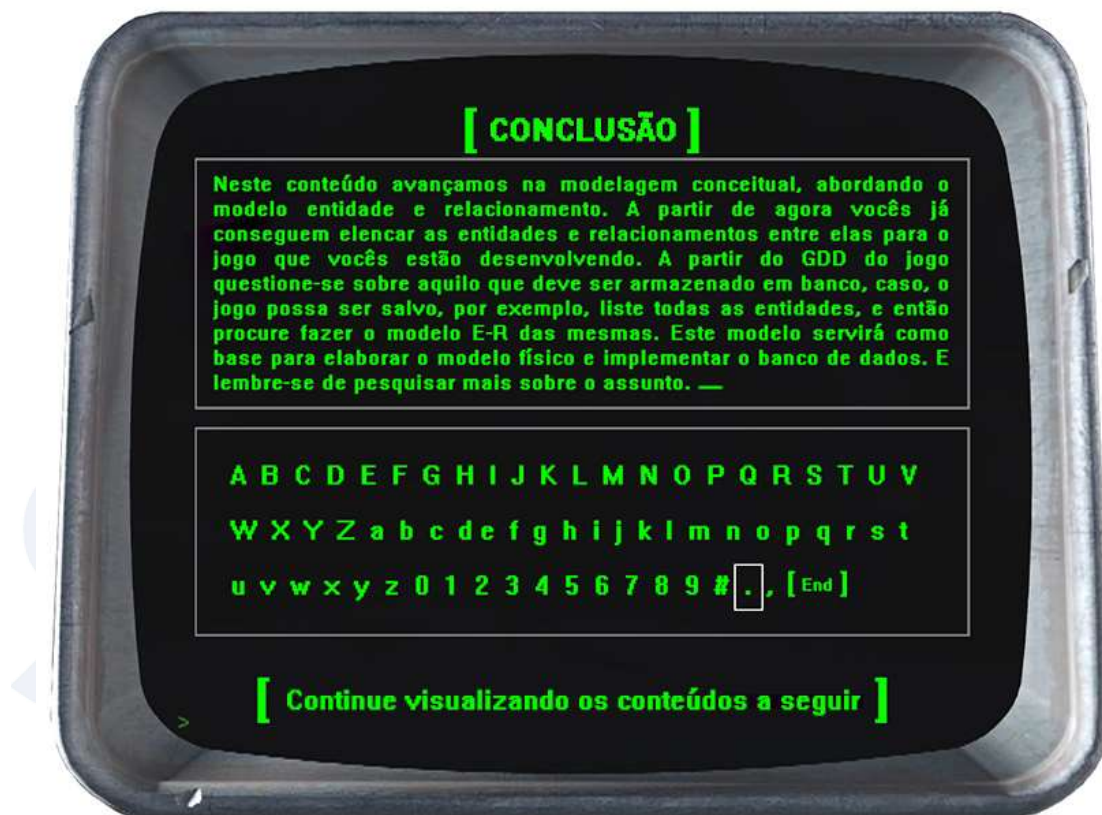 [ CONCLUSÃO ]
Neste conteúdo avançamos na modelagem conceitual, abordando o
modelo entidade e relacionamento. A partir de agora vocês já
conseguem elencar as entidades e relacionamentos entre elas para o
jogo que vocês estão desenvolvendo. A partir do GDD do jogo
questione-se sobre aquilo que deve ser armazenado em banco, caso, o
jogo possa ser salvo, por exemplo, liste todas as entidades, e então
procure fazer o modelo E-R das mesmas. Este modelo servirá como
base para elaborar o modelo físico e implementar o banco de dados. E
lembre-se de pesquisar mais sobre o assunto. __
A B C D E F G H I J K L M N O P Q R S T U V
W X Y Z a b c d e f g h i j k l m n o p q r s t
u v w x y z 0 1 2 3 4 5 6 7 8 9 # . , [ End ]
[ Continue visualizando os conteúdos a seguir ]
>